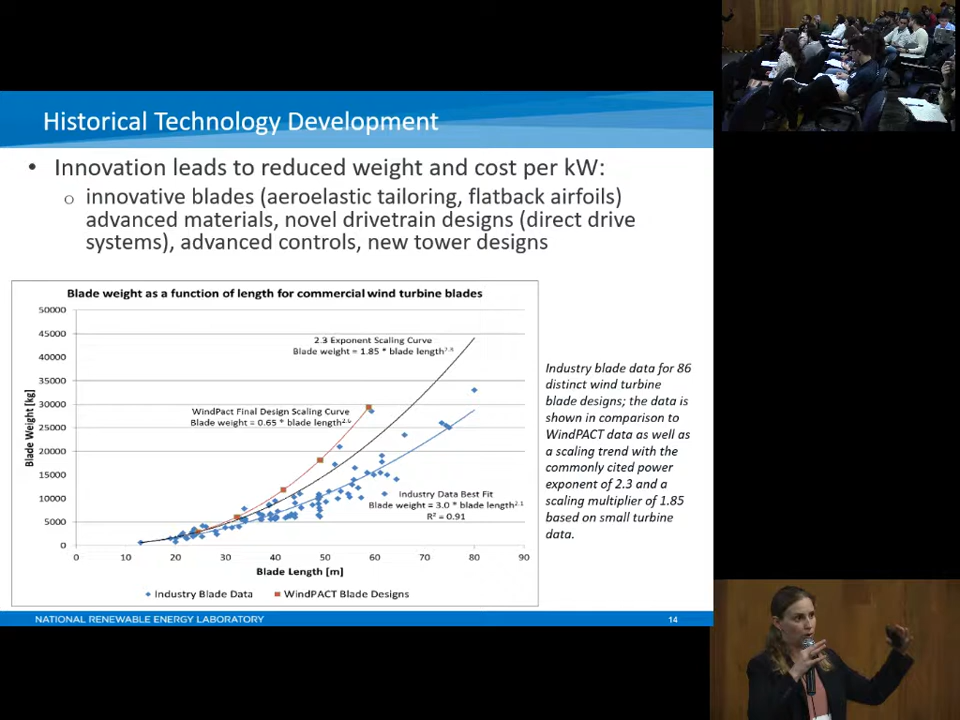 Historical Technology Development
• Innovation leads to reduced weight and cost per kW:
o innovative blades (aeroelastic tailoring, flatback airfoils)
advanced materials, novel drivetrain designs (direct drive
systems), advanced controls, new tower designs
Blade weight as a function of length for commercial wind turbine blades
50000
45000
40000
35000
30000
25000
20000
15000
10000
5000
0
Blade Weight [kg]
2.3 Exponent Scaling Curve
Blade weight = 1.85 * blade length
WindPact Final Design Scaling Curve
Blade weight = 0.65 * blade length
Industry Data Best Fit
Blade weight = 3.0 * blade length^2.1
R² = 0.91
0 10 20 30 40 50 60 70 80 90
Blade Length [m]
Industry Blade Data WindPACT Blade Designs
Industry blade data for 86
distinct wind turbine
blade designs; the data is
shown in comparison to
WindPACT data as well as
a scaling trend with the
commonly cited power
exponent of 2.3 and a
scaling multiplier of 1.85
based on small turbine
data.
NATIONAL RENEWABLE ENERGY LABORATORY
14